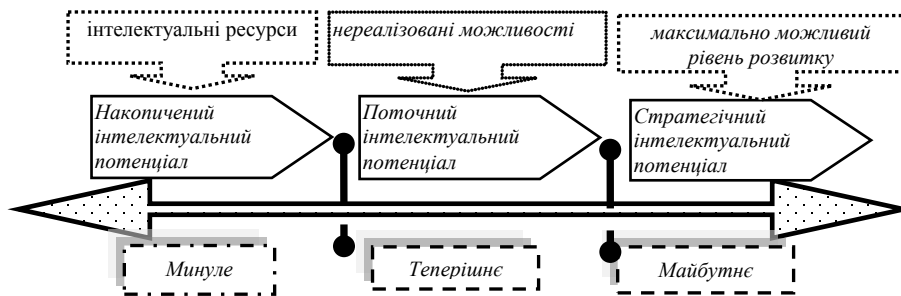 інтелектуальні ресурси
нереалізовані можливості
максимально можливий
рівень розвитку
Накопичений
інтелектуальний
потенціал
Поточний
інтелектуальний
потенціал
Стратегічний
інтелектуальний
потенціал
Минуле
Теперішнє
Майбутнє